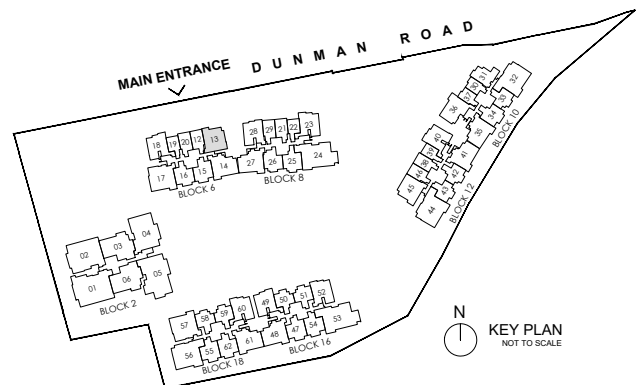 DUNMAN ROAD
MAIN ENTRANCE
18 19 20 12 13
28 29 21 22 23
17 16 15 14 27 26 25 24
BLOCK 6
BLOCK 8
31 32
30
37 33
36 34
35
BLOCK 10
40
39 41
38
46 42
45 43
44
BLOCK 12
02 03 04
01 06 05
BLOCK 2
57 58 59 60 49 50 51 52
56 55 62 61 48 47 54 53
BLOCK 18
BLOCK 16
N
KEY PLAN
NOT TO SCALE